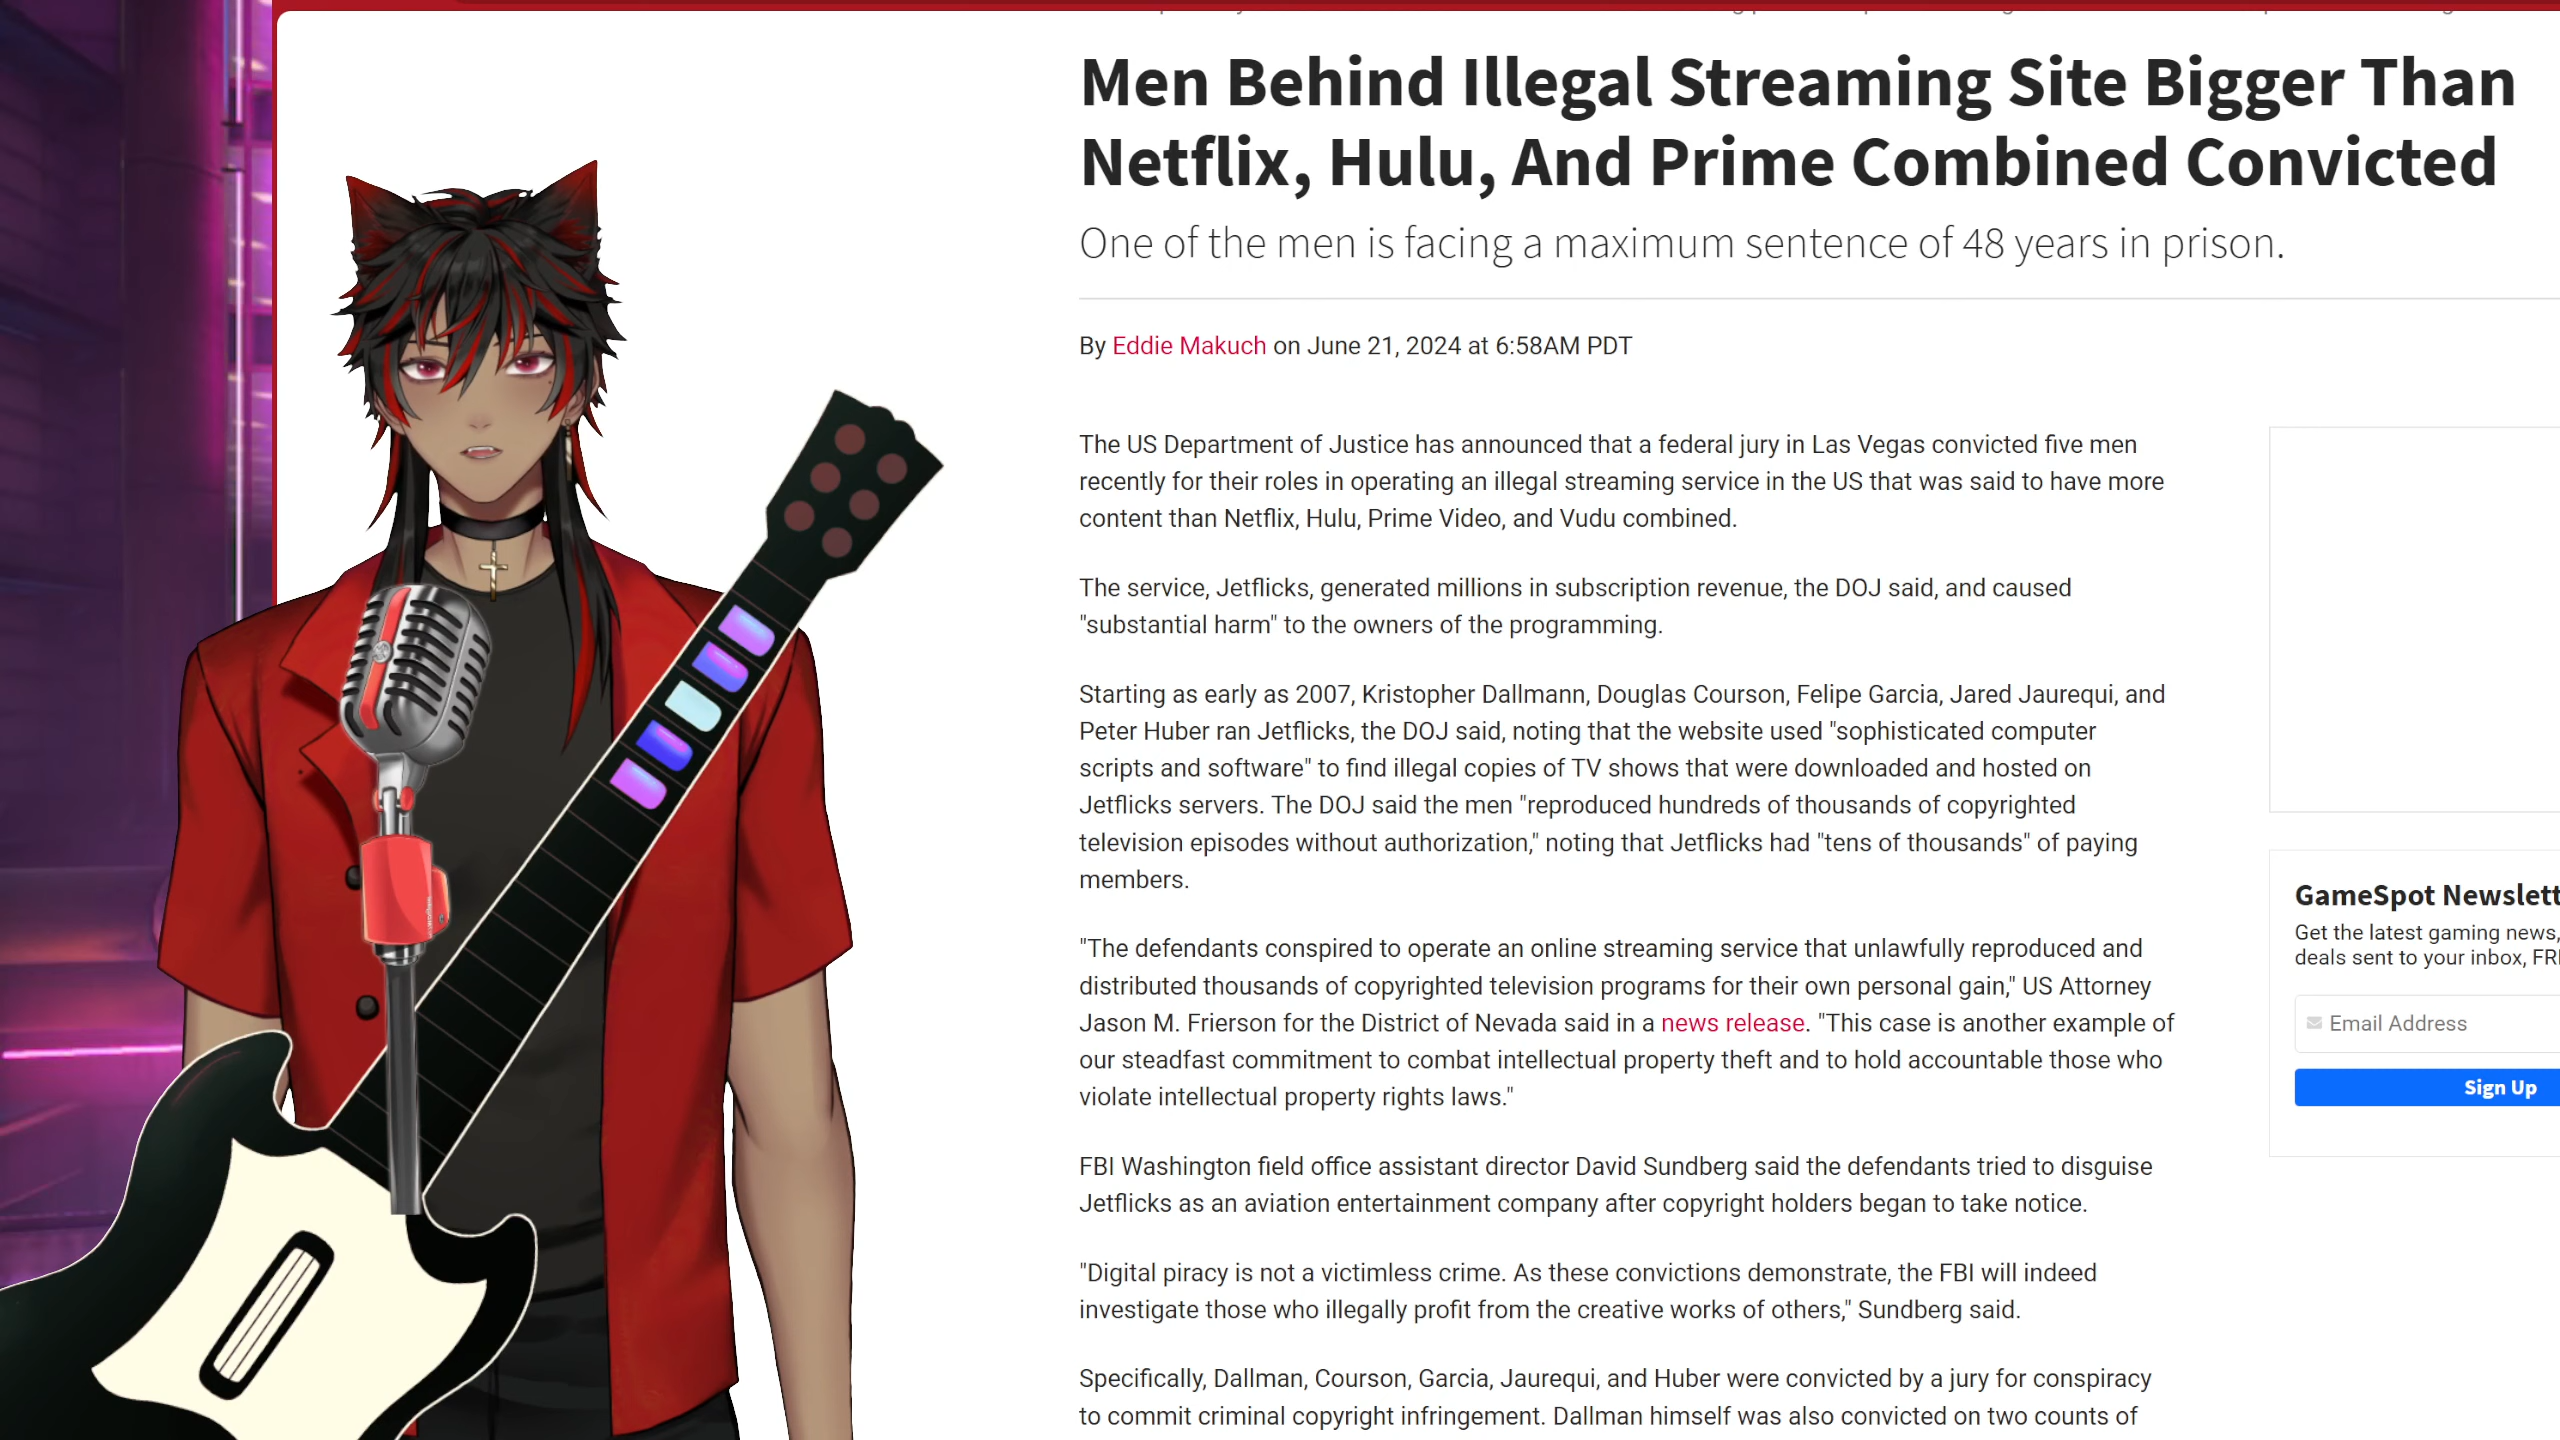 Men Behind Illegal Streaming Site Bigger Than
Netflix, Hulu, And Prime Combined Convicted
One of the men is facing a maximum sentence of 48 years in prison.
By Eddie Makuch on June 21, 2024 at 6:58AM PDT
The US Department of Justice has announced that a federal jury in Las Vegas convicted five men
recently for their roles in operating an illegal streaming service in the US that was said to have more
content than Netflix, Hulu, Prime Video, and Vudu combined.
The service, Jetflicks, generated millions in subscription revenue, the DOJ said, and caused
"substantial harm" to the owners of the programming.
Starting as early as 2007, Kristopher Dallmann, Douglas Courson, Felipe Garcia, Jared Jaurequi, and
Peter Huber ran Jetflicks, the DOJ said, noting that the website used "sophisticated computer
scripts and software" to find illegal copies of TV shows that were downloaded and hosted on
Jetflicks servers. The DOJ said the men "reproduced hundreds of thousands of copyrighted
television episodes without authorization," noting that Jetflicks had "tens of thousands" of paying
members.
"The defendants conspired to operate an online streaming service that unlawfully reproduced and
distributed thousands of copyrighted television programs for their own personal gain," US Attorney
Jason M. Frierson for the District of Nevada said in a news release. "This case is another example of
our steadfast commitment to combat intellectual property theft and to hold accountable those who
violate intellectual property rights laws."
FBI Washington field office assistant director David Sundberg said the defendants tried to disguise
Jetflicks as an aviation entertainment company after copyright holders began to take notice.
"Digital piracy is not a victimless crime. As these convictions demonstrate, the FBI will indeed
investigate those who illegally profit from the creative works of others," Sundberg said.
Specifically, Dallman, Courson, Garcia, Jaurequi, and Huber were convicted by a jury for conspiracy
to commit criminal copyright infringement. Dallman himself was also convicted on two counts of
GameSpot Newslett
Get the latest gaming news,
deals sent to your inbox, FRE
Email Address
Sign Up